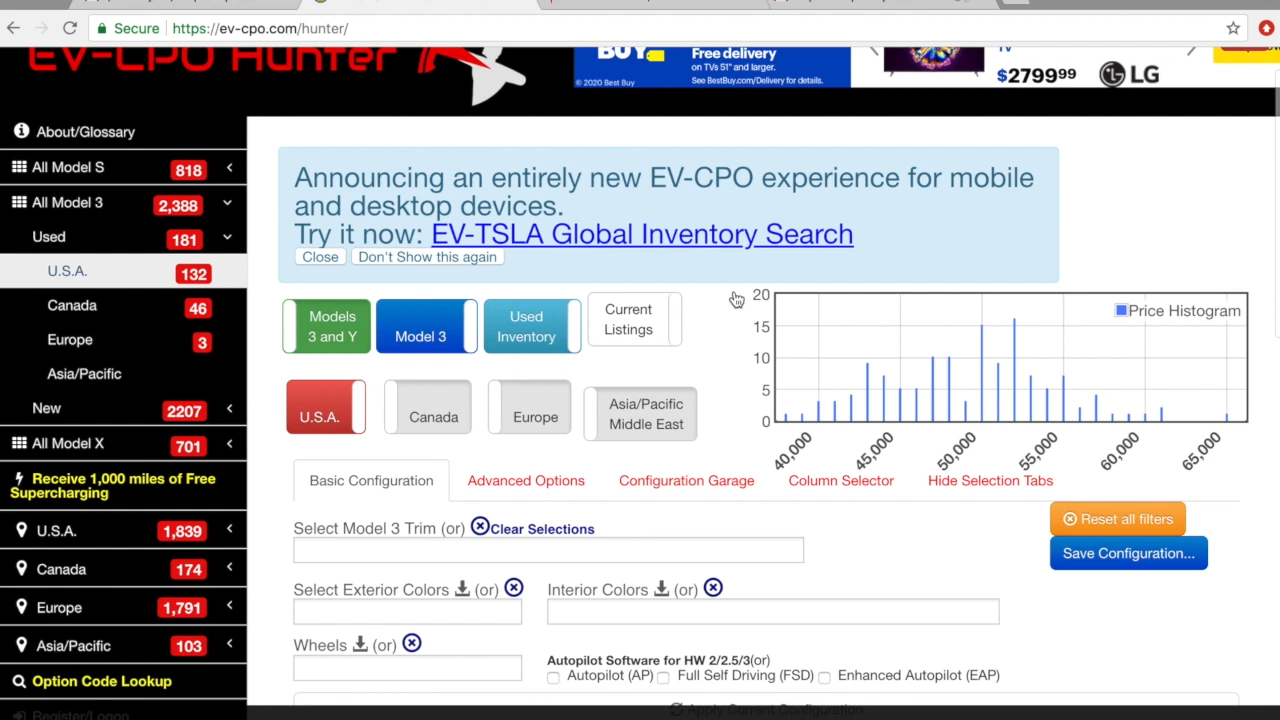 Secure
https://ev-cpo.com/hunter/
EV-CPO Hunter
BUY
Free delivery
on TVs 51" and larger.
See BestBuy.com/Delivery for details.
© 2020 Best Buy
TV
$2799⁹⁹
LG
About/Glossary
All Model S 818
All Model 3 2,388
Used 181
U.S.A. 132
Canada 46
Europe 3
Asia/Pacific
New 2207
All Model X 701
Receive 1,000 miles of Free
Supercharging
U.S.A. 1,839
Canada 174
Europe 1,791
Asia/Pacific 103
Option Code Lookup
Register/Logon
Announcing an entirely new EV-CPO experience for mobile
and desktop devices.
Try it now: EV-TSLA Global Inventory Search
Close
Don't Show this again
Models
3 and Y
Model 3
Used
Inventory
Current
Listings
U.S.A.
Canada
Europe
Asia/Pacific
Middle East
Price Histogram
20
15
10
5
0
40,000
45,000
50,000
55,000
60,000
65,000
Basic Configuration
Advanced Options
Configuration Garage
Column Selector
Hide Selection Tabs
Select Model 3 Trim (or) Clear Selections
Reset all filters
Save Configuration...
Select Exterior Colors (or)
Interior Colors (or)
Wheels (or)
Autopilot Software for HW 2/2.5/3(or)
Autopilot (AP)
Full Self Driving (FSD)
Enhanced Autopilot (EAP)